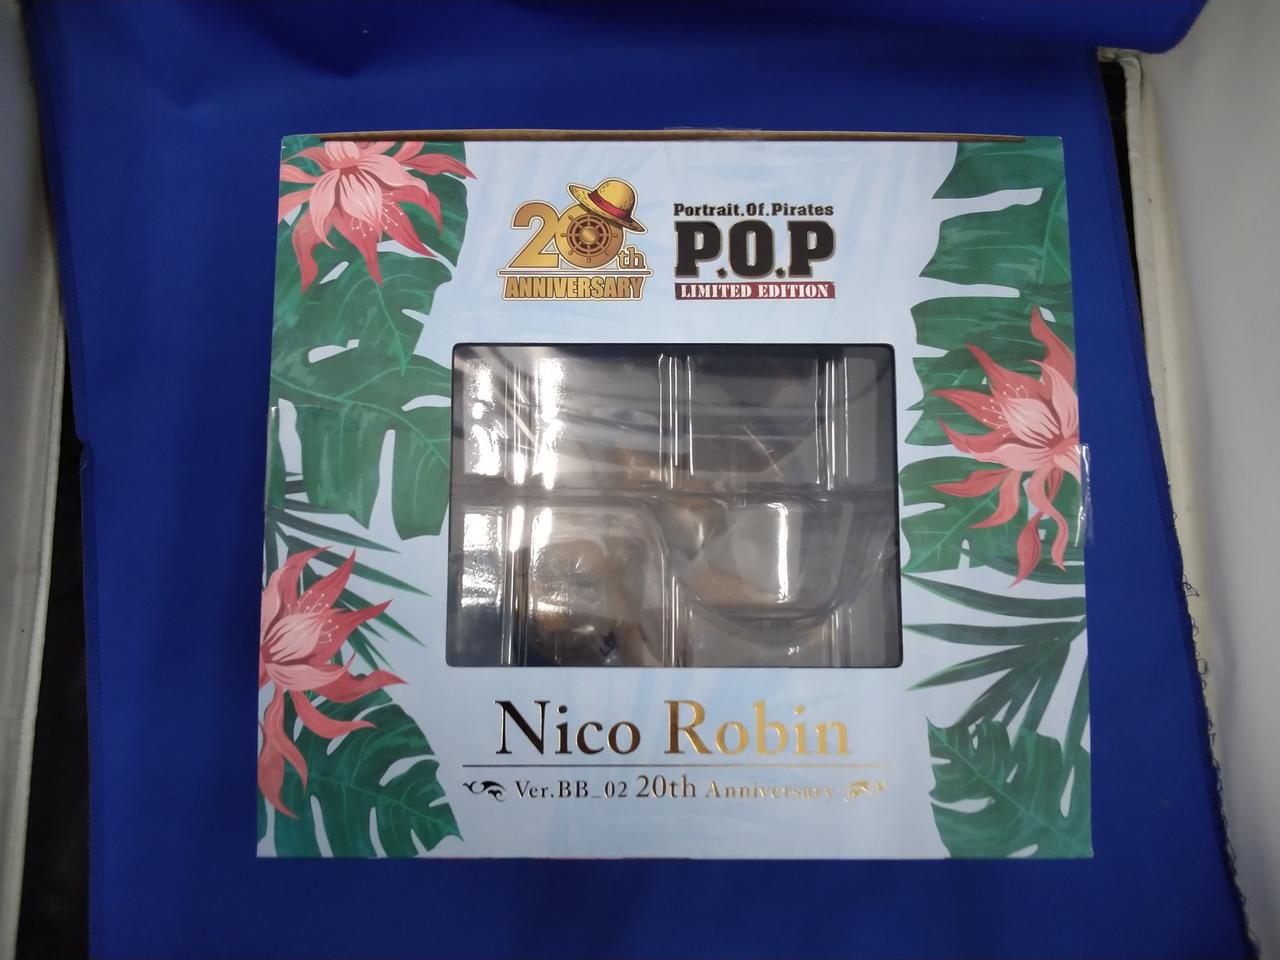 20th
ANNIVERSARY
Portrait.Of.Pirates
P.O.P
LIMITED EDITION
Nico Robin
Ver.BB_02 20th Anniversary